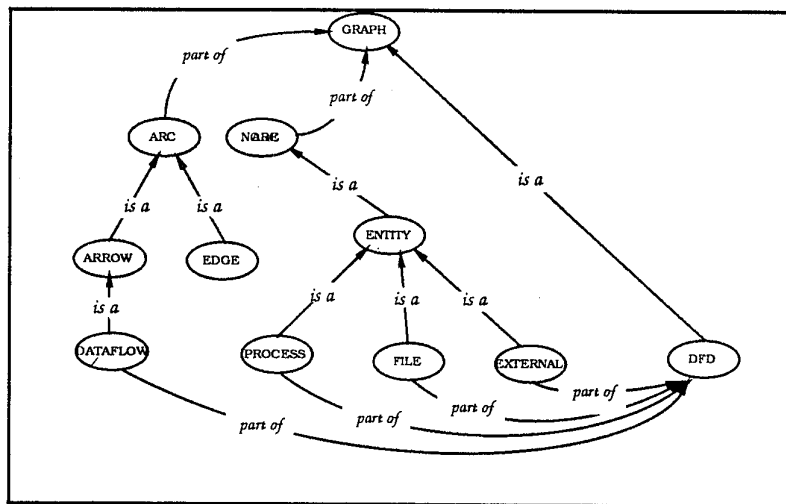 GRAPH
part of
part of
ARC
is a
is a
is a
ENTITY
ARROW
EDGE
is a
is a
is a
is a
DATAFLOW
PROCESS
FILE
EXTERNAL
DFD
part of
part of
part of
part of